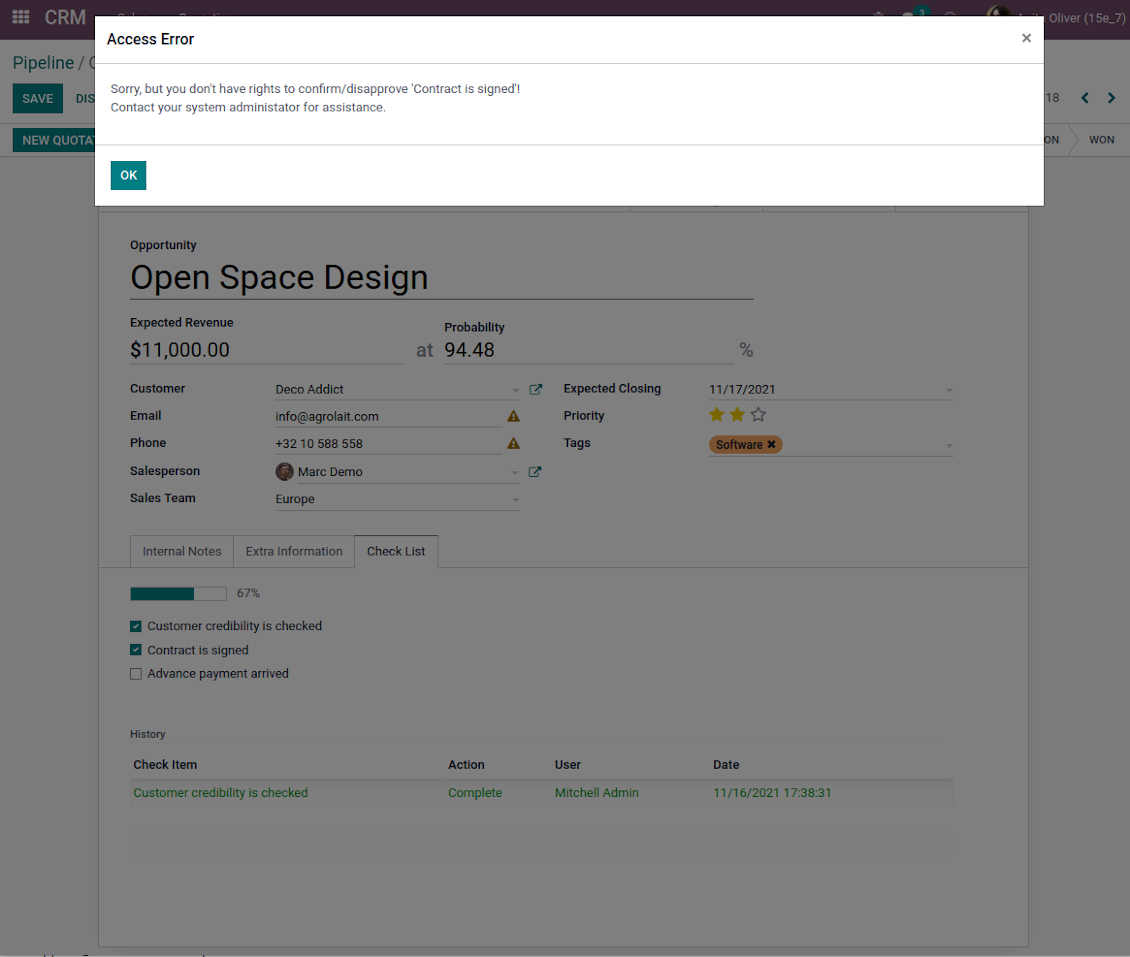 CRM
3
Oliver (15e_7)
Access Error
×
Pipeline /
Sorry, but you don't have rights to confirm/disapprove 'Contract is signed'!
Contact your system administator for assistance.
SAVE DIS
18
NEW QUOTAT
ON WON
OK
Opportunity
Open Space Design
Expected Revenue
Probability
$11,000.00 at 94.48 %
Customer Deco Addict Expected Closing 11/17/2021
Email info@agrolait.com Priority
Phone +32 10 588 558 Tags Software ✖
Salesperson Marc Demo
Sales Team Europe
Internal Notes Extra Information Check List
67%
Customer credibility is checked
Contract is signed
Advance payment arrived
History
Check Item Action User Date
Customer credibility is checked Complete Mitchell Admin 11/16/2021 17:38:31